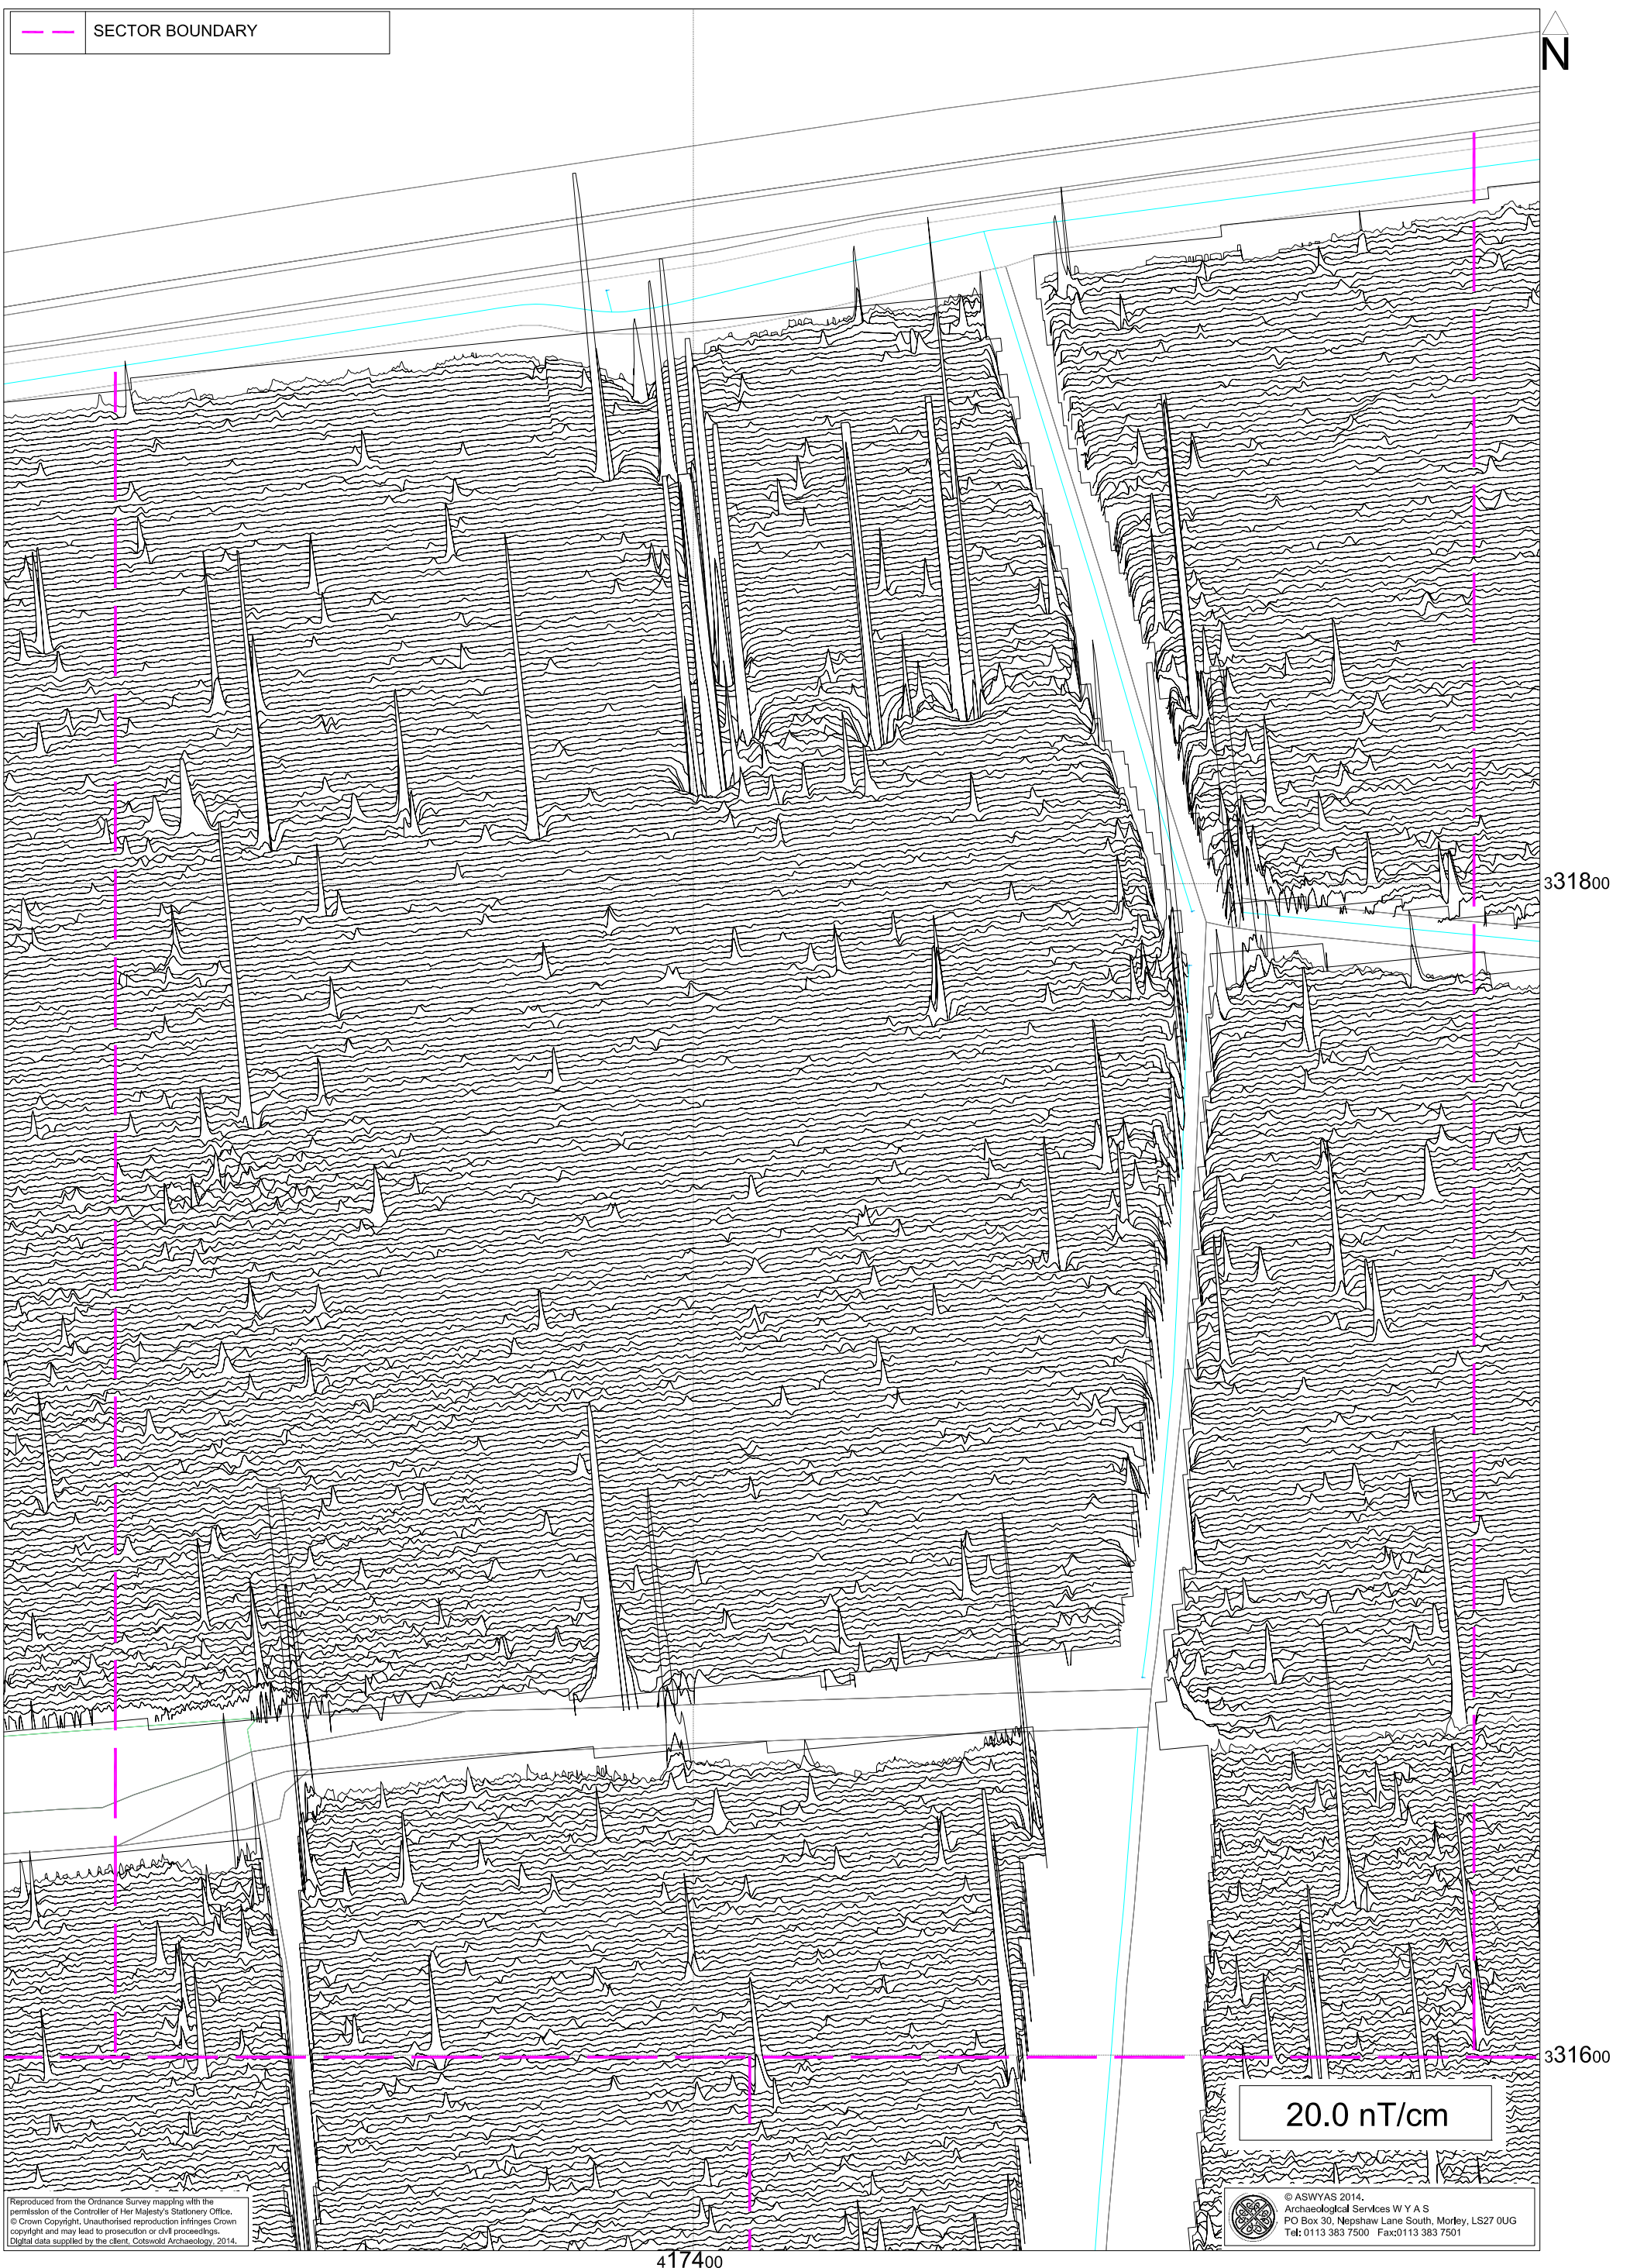 SECTOR BOUNDARY
N
331800
331600
20.0 nT/cm
Reproduced from the Ordnance Survey mapping with the
permission of the Controller of Her Majesty's Stationery Office.
© Crown Copyright. Unauthorised reproduction infringes Crown
copyright and may lead to prosecution or civil proceedings.
Digital data supplied by the client, Cotswold Archaeology, 2014.
© ASWYAS 2014.
Archaeological Services W Y A S
PO Box 30, Nepshaw Lane South, Morley, LS27 0UG
Tel: 0113 383 7500 Fax:0113 383 7501
417400